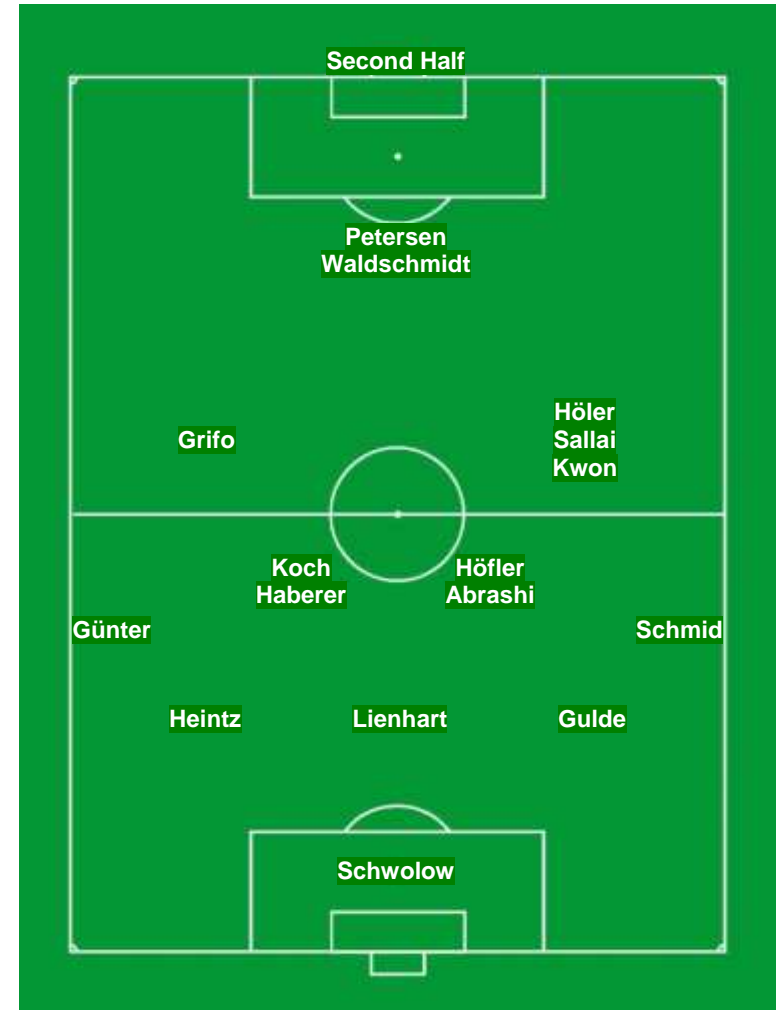 Second Half
Petersen
Waldschmidt
Höler
Grifo
Sallai
Kwon
Koch
Höfler
Haberer
Abrashi
Günter
Schmid
Heintz
Lienhart
Gulde
Schwolow